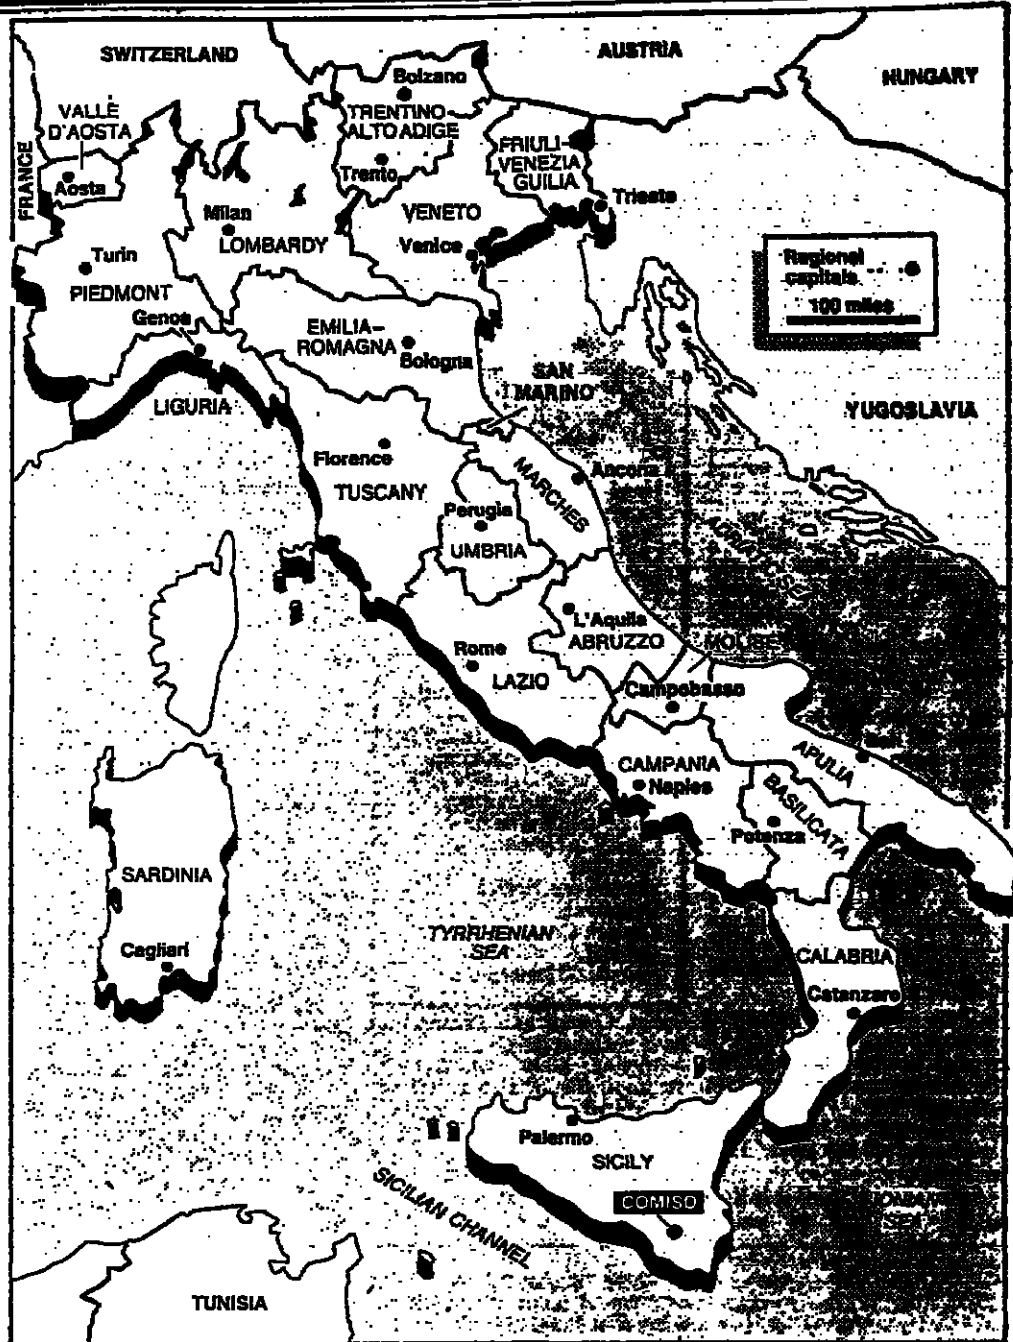 SWITZERLAND
AUSTRIA
HUNGARY
Bolzano
VALLE
D'AOSTA
TRENTINO-
ALTO ADIGE
FRANCE
FRIULI-
VENEZIA
GUILIA
Aosta
Trento
Trieste
Milan
VENETO
LOMBARDY
Venice
Turin
Regional
capitals
PIEDMONT
100 miles
Genoa
EMILIA-
ROMAGNA
Bologna
SAN
MARINO
LIGURIA
YUGOSLAVIA
Florence
MARCHES
Ancona
TUSCANY
Perugia
UMBRIA
L'Aquila
ABRUZZO
MOLISE
Rome
LAZIO
Campobasso
CAMPANIA
APULIA
Naples
BASILICATA
Potenza
SARDINIA
TYRRHENIAN
SEA
Cagliari
CALABRIA
Catanzaro
Palermo
SICILY
COMISO
SICILIAN CHANNEL
IONIAN
SEA
TUNISIA